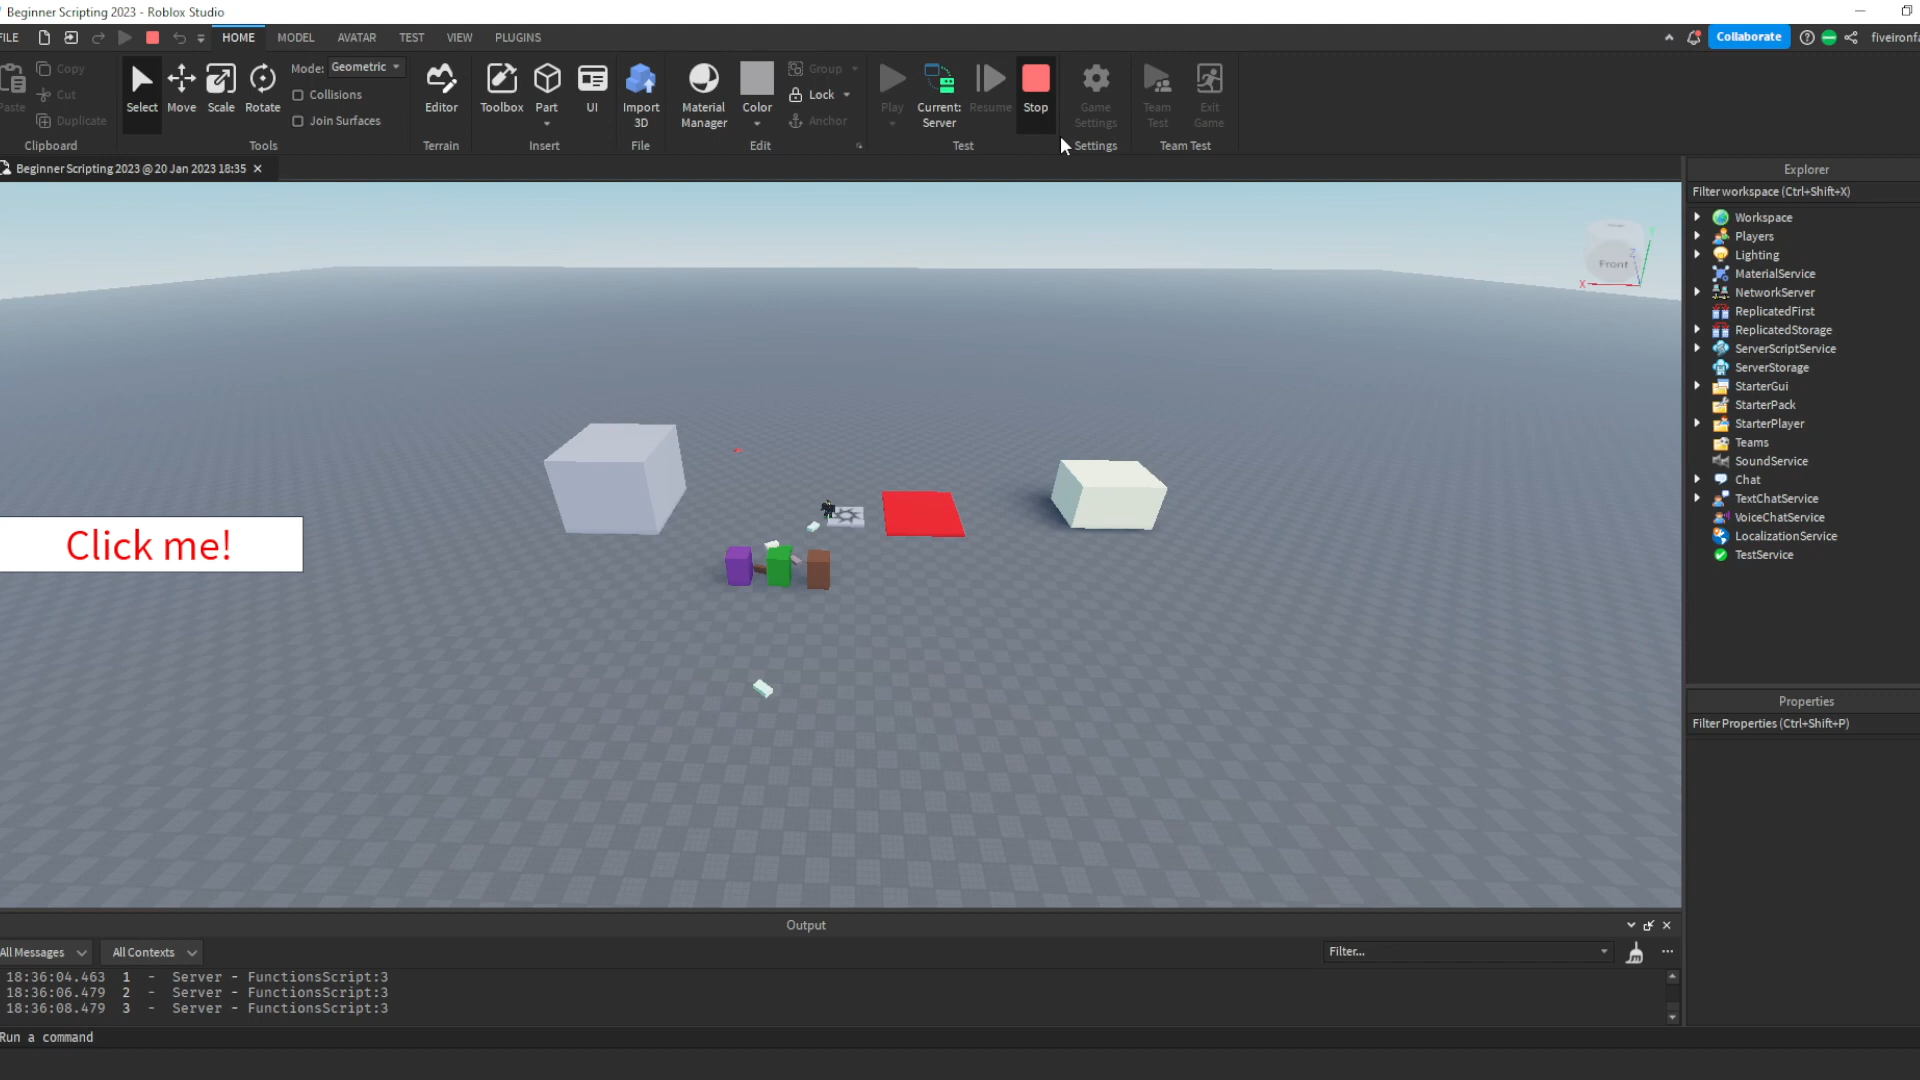 Beginner Scripting 2023 - Roblox Studio
FILE HOME MODEL AVATAR TEST VIEW PLUGINS Collaborate fiveironfa
Paste
Copy
Cut
Duplicate
Clipboard
Select Move Scale Rotate
Mode: Geometric
Collisions
Join Surfaces
Tools
Editor
Terrain
Toolbox Part UI
Insert
Import
3D
File
Material
Manager
Color
Group
Lock
Anchor
Edit
Play
Current:
Server
Resume Stop
Test
Game
Settings
Settings
Team
Test
Exit
Game
Team Test
Beginner Scripting 2023 @ 20 Jan 2023 18:35
Front
X
Z
Click me!
Explorer
Filter workspace (Ctrl+Shift+X)
Workspace
Players
Lighting
MaterialService
NetworkServer
ReplicatedFirst
ReplicatedStorage
ServerScriptService
ServerStorage
StarterGui
StarterPack
StarterPlayer
Teams
SoundService
Chat
TextChatService
VoiceChatService
LocalizationService
TestService
Properties
Filter Properties (Ctrl+Shift+P)
Output
All Messages All Contexts Filter...
18:36:04.463 1 - Server - FunctionsScript:3
18:36:06.479 2 - Server - FunctionsScript:3
18:36:08.479 3 - Server - FunctionsScript:3
Run a command